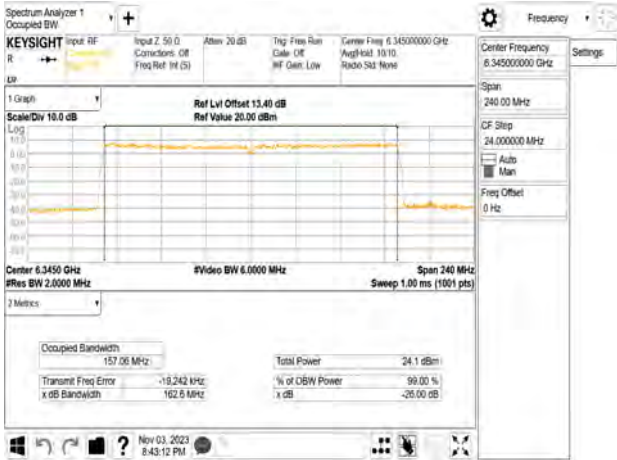 Spectrum Analyzer 1
Occupied BW
Frequency
KEYSIGHT
Input: RF
R
Input Z: 50 Ω
Corrections: Off
Freq Ref: Int (S)
Atten: 20 dB
Trig: Free Run
Gate: Off
#IF Gain: Low
Center Freq: 6.345000000 GHz
Avg|Hold: 10/10
Radio Std: None
Center Frequency
6.345000000 GHz
Settings
Span
240.00 MHz
CF Step
24.000000 MHz
Auto
Man
Freq Offset
0 Hz
1 Graph
Scale/Div 10.0 dB
Ref Lvl Offset 13.40 dB
Ref Value 20.00 dBm
Log
10.0
0.00
Center 6.3450 GHz
#Res BW 2.0000 MHz
#Video BW 6.0000 MHz
Span 240 MHz
Sweep 1.00 ms (1001 pts)
2 Metrics
Occupied Bandwidth
157.06 MHz
Total Power
24.1 dBm
Transmit Freq Error
-19.242 kHz
% of OBW Power
99.00 %
x dB Bandwidth
162.6 MHz
x dB
-26.00 dB
?
Nov 03, 2023
8:43:12 PM